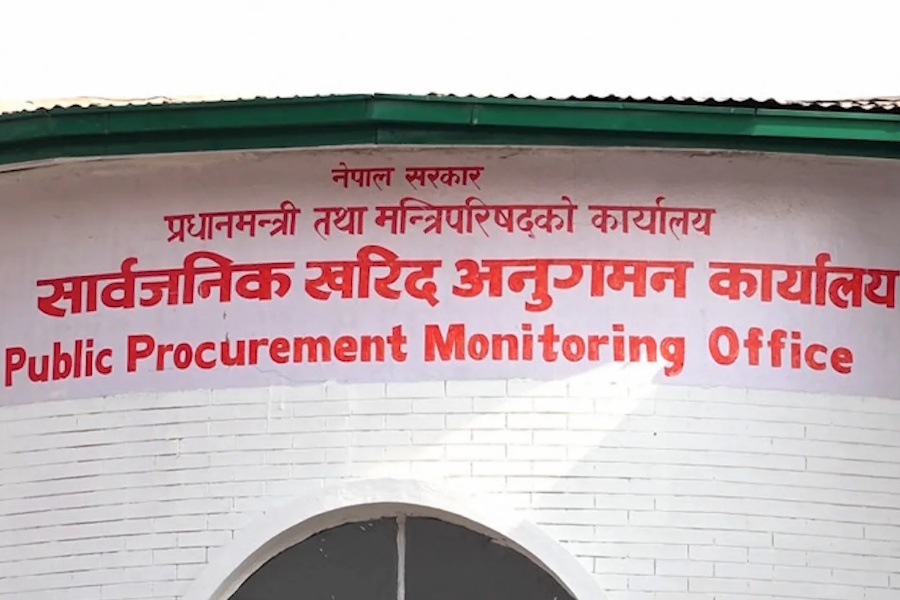 नेपाल सरकार
प्रधानमन्त्री तथा मन्त्रिपरिषद्को कार्यालय
सार्वजनिक खरिद अनुगमन कार्यालय
Public Procurement Monitoring Office